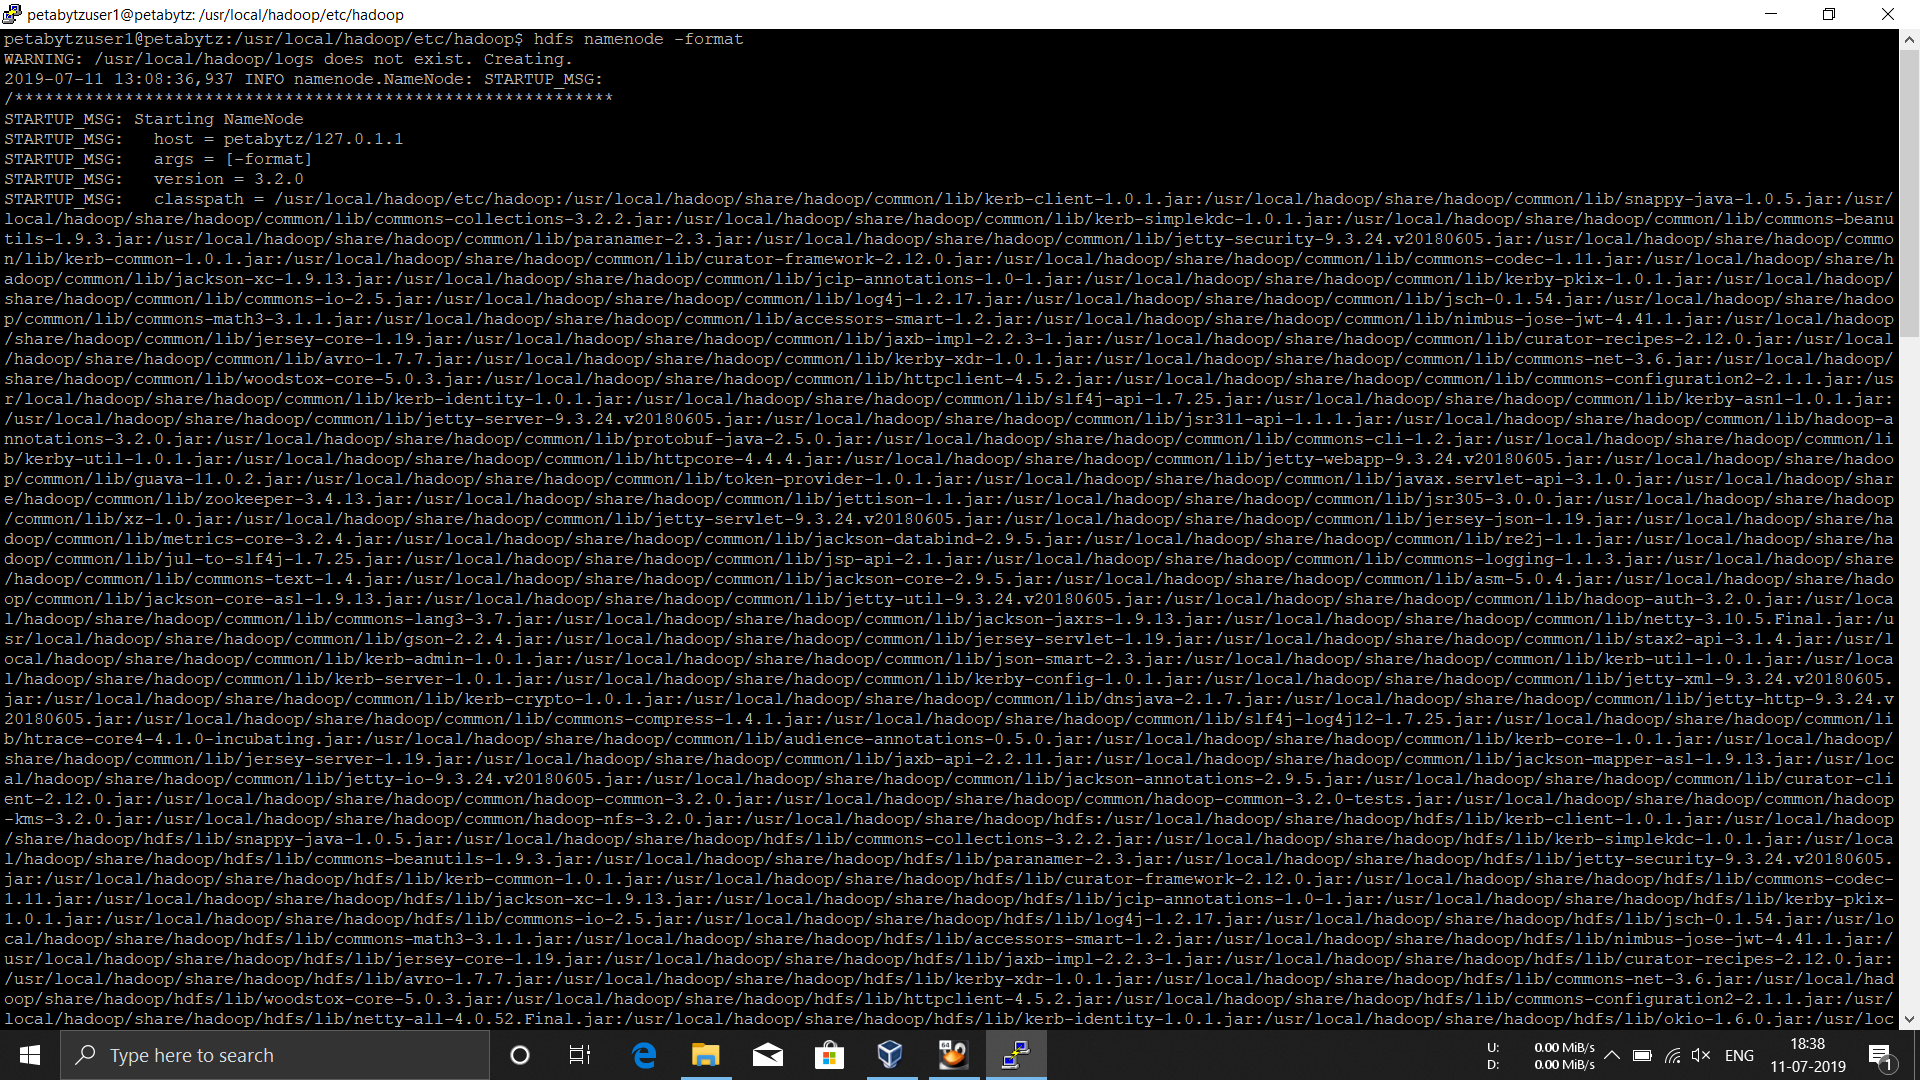 petabytzuser1@petabytz: /usr/local/hadoop/etc/hadoop
petabytzuser1@petabytz:/usr/local/hadoop/etc/hadoop$ hdfs namenode -format
WARNING: /usr/local/hadoop/logs does not exist. Creating.
2019-07-11 13:08:36,937 INFO namenode.NameNode: STARTUP_MSG:
/************************************************************
STARTUP_MSG: Starting NameNode
STARTUP_MSG:   host = petabytz/127.0.1.1
STARTUP_MSG:   args = [-format]
STARTUP_MSG:   version = 3.2.0
STARTUP_MSG:   classpath = /usr/local/hadoop/etc/hadoop:/usr/local/hadoop/share/hadoop/common/lib/kerb-client-1.0.1.jar:/usr/local/hadoop/share/hadoop/common/lib/snappy-java-1.0.5.jar:/usr/
local/hadoop/share/hadoop/common/lib/commons-collections-3.2.2.jar:/usr/local/hadoop/share/hadoop/common/lib/kerb-simplekdc-1.0.1.jar:/usr/local/hadoop/share/hadoop/common/lib/commons-beanu
tils-1.9.3.jar:/usr/local/hadoop/share/hadoop/common/lib/paranamer-2.3.jar:/usr/local/hadoop/share/hadoop/common/lib/jetty-security-9.3.24.v20180605.jar:/usr/local/hadoop/share/hadoop/commo
n/lib/kerb-common-1.0.1.jar:/usr/local/hadoop/share/hadoop/common/lib/curator-framework-2.12.0.jar:/usr/local/hadoop/share/hadoop/common/lib/commons-codec-1.11.jar:/usr/local/hadoop/share/h
adoop/common/lib/jackson-xc-1.9.13.jar:/usr/local/hadoop/share/hadoop/common/lib/jcip-annotations-1.0-1.jar:/usr/local/hadoop/share/hadoop/common/lib/kerby-pkix-1.0.1.jar:/usr/local/hadoop/
share/hadoop/common/lib/commons-io-2.5.jar:/usr/local/hadoop/share/hadoop/common/lib/log4j-1.2.17.jar:/usr/local/hadoop/share/hadoop/common/lib/jsch-0.1.54.jar:/usr/local/hadoop/share/hadoo
p/common/lib/commons-math3-3.1.1.jar:/usr/local/hadoop/share/hadoop/common/lib/accessors-smart-1.2.jar:/usr/local/hadoop/share/hadoop/common/lib/nimbus-jose-jwt-4.41.1.jar:/usr/local/hadoop
/share/hadoop/common/lib/jersey-core-1.19.jar:/usr/local/hadoop/share/hadoop/common/lib/jaxb-impl-2.2.3-1.jar:/usr/local/hadoop/share/hadoop/common/lib/curator-recipes-2.12.0.jar:/usr/local
/hadoop/share/hadoop/common/lib/avro-1.7.7.jar:/usr/local/hadoop/share/hadoop/common/lib/kerby-xdr-1.0.1.jar:/usr/local/hadoop/share/hadoop/common/lib/commons-net-3.6.jar:/usr/local/hadoop/
share/hadoop/common/lib/woodstox-core-5.0.3.jar:/usr/local/hadoop/share/hadoop/common/lib/httpclient-4.5.2.jar:/usr/local/hadoop/share/hadoop/common/lib/commons-configuration2-2.1.1.jar:/us
r/local/hadoop/share/hadoop/common/lib/kerb-identity-1.0.1.jar:/usr/local/hadoop/share/hadoop/common/lib/slf4j-api-1.7.25.jar:/usr/local/hadoop/share/hadoop/common/lib/kerby-asn1-1.0.1.jar:
/usr/local/hadoop/share/hadoop/common/lib/jetty-server-9.3.24.v20180605.jar:/usr/local/hadoop/share/hadoop/common/lib/jsr311-api-1.1.1.jar:/usr/local/hadoop/share/hadoop/common/lib/hadoop-a
nnotations-3.2.0.jar:/usr/local/hadoop/share/hadoop/common/lib/protobuf-java-2.5.0.jar:/usr/local/hadoop/share/hadoop/common/lib/commons-cli-1.2.jar:/usr/local/hadoop/share/hadoop/common/li
b/kerby-util-1.0.1.jar:/usr/local/hadoop/share/hadoop/common/lib/httpcore-4.4.4.jar:/usr/local/hadoop/share/hadoop/common/lib/jetty-webapp-9.3.24.v20180605.jar:/usr/local/hadoop/share/hadoo
p/common/lib/guava-11.0.2.jar:/usr/local/hadoop/share/hadoop/common/lib/token-provider-1.0.1.jar:/usr/local/hadoop/share/hadoop/common/lib/javax.servlet-api-3.1.0.jar:/usr/local/hadoop/shar
e/hadoop/common/lib/zookeeper-3.4.13.jar:/usr/local/hadoop/share/hadoop/common/lib/jettison-1.1.jar:/usr/local/hadoop/share/hadoop/common/lib/jsr305-3.0.0.jar:/usr/local/hadoop/share/hadoop
/common/lib/xz-1.0.jar:/usr/local/hadoop/share/hadoop/common/lib/jetty-servlet-9.3.24.v20180605.jar:/usr/local/hadoop/share/hadoop/common/lib/jersey-json-1.19.jar:/usr/local/hadoop/share/ha
doop/common/lib/metrics-core-3.2.4.jar:/usr/local/hadoop/share/hadoop/common/lib/jackson-databind-2.9.5.jar:/usr/local/hadoop/share/hadoop/common/lib/re2j-1.1.jar:/usr/local/hadoop/share/ha
doop/common/lib/jul-to-slf4j-1.7.25.jar:/usr/local/hadoop/share/hadoop/common/lib/jsp-api-2.1.jar:/usr/local/hadoop/share/hadoop/common/lib/commons-logging-1.1.3.jar:/usr/local/hadoop/share
/hadoop/common/lib/commons-text-1.4.jar:/usr/local/hadoop/share/hadoop/common/lib/jackson-core-2.9.5.jar:/usr/local/hadoop/share/hadoop/common/lib/asm-5.0.4.jar:/usr/local/hadoop/share/hado
op/common/lib/jackson-core-asl-1.9.13.jar:/usr/local/hadoop/share/hadoop/common/lib/jetty-util-9.3.24.v20180605.jar:/usr/local/hadoop/share/hadoop/common/lib/hadoop-auth-3.2.0.jar:/usr/loca
l/hadoop/share/hadoop/common/lib/commons-lang3-3.7.jar:/usr/local/hadoop/share/hadoop/common/lib/jackson-jaxrs-1.9.13.jar:/usr/local/hadoop/share/hadoop/common/lib/netty-3.10.5.Final.jar:/u
sr/local/hadoop/share/hadoop/common/lib/gson-2.2.4.jar:/usr/local/hadoop/share/hadoop/common/lib/jersey-servlet-1.19.jar:/usr/local/hadoop/share/hadoop/common/lib/stax2-api-3.1.4.jar:/usr/l
ocal/hadoop/share/hadoop/common/lib/kerb-admin-1.0.1.jar:/usr/local/hadoop/share/hadoop/common/lib/json-smart-2.3.jar:/usr/local/hadoop/share/hadoop/common/lib/kerb-util-1.0.1.jar:/usr/loca
l/hadoop/share/hadoop/common/lib/kerb-server-1.0.1.jar:/usr/local/hadoop/share/hadoop/common/lib/kerby-config-1.0.1.jar:/usr/local/hadoop/share/hadoop/common/lib/jetty-xml-9.3.24.v20180605.
jar:/usr/local/hadoop/share/hadoop/common/lib/kerb-crypto-1.0.1.jar:/usr/local/hadoop/share/hadoop/common/lib/dnsjava-2.1.7.jar:/usr/local/hadoop/share/hadoop/common/lib/jetty-http-9.3.24.v
20180605.jar:/usr/local/hadoop/share/hadoop/common/lib/commons-compress-1.4.1.jar:/usr/local/hadoop/share/hadoop/common/lib/slf4j-log4j12-1.7.25.jar:/usr/local/hadoop/share/hadoop/common/li
b/htrace-core4-4.1.0-incubating.jar:/usr/local/hadoop/share/hadoop/common/lib/audience-annotations-0.5.0.jar:/usr/local/hadoop/share/hadoop/common/lib/kerb-core-1.0.1.jar:/usr/local/hadoop/
share/hadoop/common/lib/jersey-server-1.19.jar:/usr/local/hadoop/share/hadoop/common/lib/jaxb-api-2.2.11.jar:/usr/local/hadoop/share/hadoop/common/lib/jackson-mapper-asl-1.9.13.jar:/usr/loc
al/hadoop/share/hadoop/common/lib/jetty-io-9.3.24.v20180605.jar:/usr/local/hadoop/share/hadoop/common/lib/jackson-annotations-2.9.5.jar:/usr/local/hadoop/share/hadoop/common/lib/curator-cli
ent-2.12.0.jar:/usr/local/hadoop/share/hadoop/common/hadoop-common-3.2.0.jar:/usr/local/hadoop/share/hadoop/common/hadoop-common-3.2.0-tests.jar:/usr/local/hadoop/share/hadoop/common/hadoop
-kms-3.2.0.jar:/usr/local/hadoop/share/hadoop/common/hadoop-nfs-3.2.0.jar:/usr/local/hadoop/share/hadoop/hdfs:/usr/local/hadoop/share/hadoop/hdfs/lib/kerb-client-1.0.1.jar:/usr/local/hadoop
/share/hadoop/hdfs/lib/snappy-java-1.0.5.jar:/usr/local/hadoop/share/hadoop/hdfs/lib/commons-collections-3.2.2.jar:/usr/local/hadoop/share/hadoop/hdfs/lib/kerb-simplekdc-1.0.1.jar:/usr/loca
l/hadoop/share/hadoop/hdfs/lib/commons-beanutils-1.9.3.jar:/usr/local/hadoop/share/hadoop/hdfs/lib/paranamer-2.3.jar:/usr/local/hadoop/share/hadoop/hdfs/lib/jetty-security-9.3.24.v20180605.
jar:/usr/local/hadoop/share/hadoop/hdfs/lib/kerb-common-1.0.1.jar:/usr/local/hadoop/share/hadoop/hdfs/lib/curator-framework-2.12.0.jar:/usr/local/hadoop/share/hadoop/hdfs/lib/commons-codec-
1.11.jar:/usr/local/hadoop/share/hadoop/hdfs/lib/jackson-xc-1.9.13.jar:/usr/local/hadoop/share/hadoop/hdfs/lib/jcip-annotations-1.0-1.jar:/usr/local/hadoop/share/hadoop/hdfs/lib/kerby-pkix-
1.0.1.jar:/usr/local/hadoop/share/hadoop/hdfs/lib/commons-io-2.5.jar:/usr/local/hadoop/share/hadoop/hdfs/lib/log4j-1.2.17.jar:/usr/local/hadoop/share/hadoop/hdfs/lib/jsch-0.1.54.jar:/usr/lo
cal/hadoop/share/hadoop/hdfs/lib/commons-math3-3.1.1.jar:/usr/local/hadoop/share/hadoop/hdfs/lib/accessors-smart-1.2.jar:/usr/local/hadoop/share/hadoop/hdfs/lib/nimbus-jose-jwt-4.41.1.jar:/
usr/local/hadoop/share/hadoop/hdfs/lib/jersey-core-1.19.jar:/usr/local/hadoop/share/hadoop/hdfs/lib/jaxb-impl-2.2.3-1.jar:/usr/local/hadoop/share/hadoop/hdfs/lib/curator-recipes-2.12.0.jar:
/usr/local/hadoop/share/hadoop/hdfs/lib/avro-1.7.7.jar:/usr/local/hadoop/share/hadoop/hdfs/lib/kerby-xdr-1.0.1.jar:/usr/local/hadoop/share/hadoop/hdfs/lib/commons-net-3.6.jar:/usr/local/had
oop/share/hadoop/hdfs/lib/woodstox-core-5.0.3.jar:/usr/local/hadoop/share/hadoop/hdfs/lib/httpclient-4.5.2.jar:/usr/local/hadoop/share/hadoop/hdfs/lib/commons-configuration2-2.1.1.jar:/usr/
local/hadoop/share/hadoop/hdfs/lib/netty-all-4.0.52.Final.jar:/usr/local/hadoop/share/hadoop/hdfs/lib/kerb-identity-1.0.1.jar:/usr/local/hadoop/share/hadoop/hdfs/lib/okio-1.6.0.jar:/usr/loc
Type here to search
64
U: 0.00 MiB/s
D: 0.00 MiB/s
ENG
18:38
11-07-2019
1